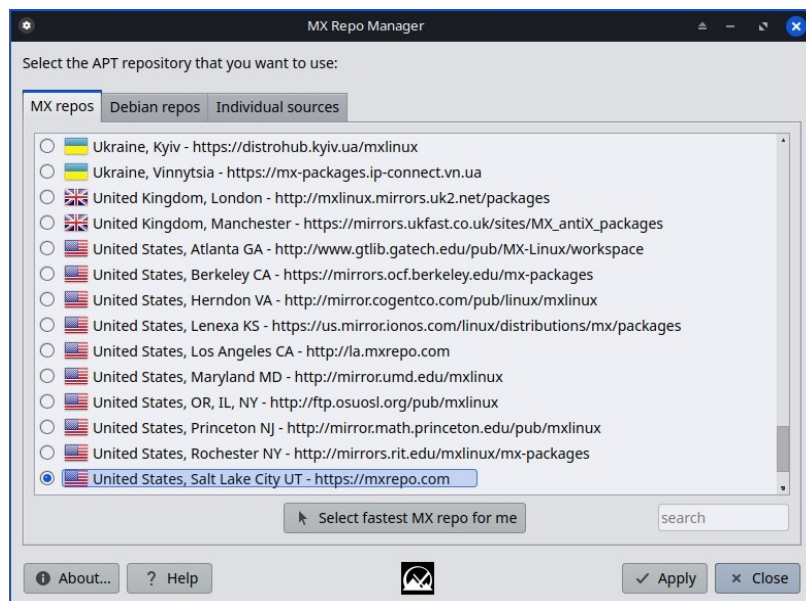 MX Repo Manager
Select the APT repository that you want to use:
MX repos Debian repos Individual sources
Ukraine, Kyiv - https://distrohub.kyiv.ua/mxlinux
Ukraine, Vinnytsia - https://mx-packages.ip-connect.vn.ua
United Kingdom, London - http://mxlinux.mirrors.uk2.net/packages
United Kingdom, Manchester - https://mirrors.ukfast.co.uk/sites/MX_antiX_packages
United States, Atlanta GA - http://www.gtlib.gatech.edu/pub/MX-Linux/workspace
United States, Berkeley CA - https://mirrors.ocf.berkeley.edu/mx-packages
United States, Herndon VA - http://mirror.cogentco.com/pub/linux/mxlinux
United States, Lenexa KS - https://us.mirror.ionos.com/linux/distributions/mx/packages
United States, Los Angeles CA - http://la.mxrepo.com
United States, Maryland MD - http://mirror.umd.edu/mxlinux
United States, OR, IL, NY - http://ftp.osuosl.org/pub/mxlinux
United States, Princeton NJ - http://mirror.math.princeton.edu/pub/mxlinux
United States, Rochester NY - http://mirrors.rit.edu/mxlinux/mx-packages
United States, Salt Lake City UT - https://mxrepo.com
Select fastest MX repo for me search
About... Help Apply Close